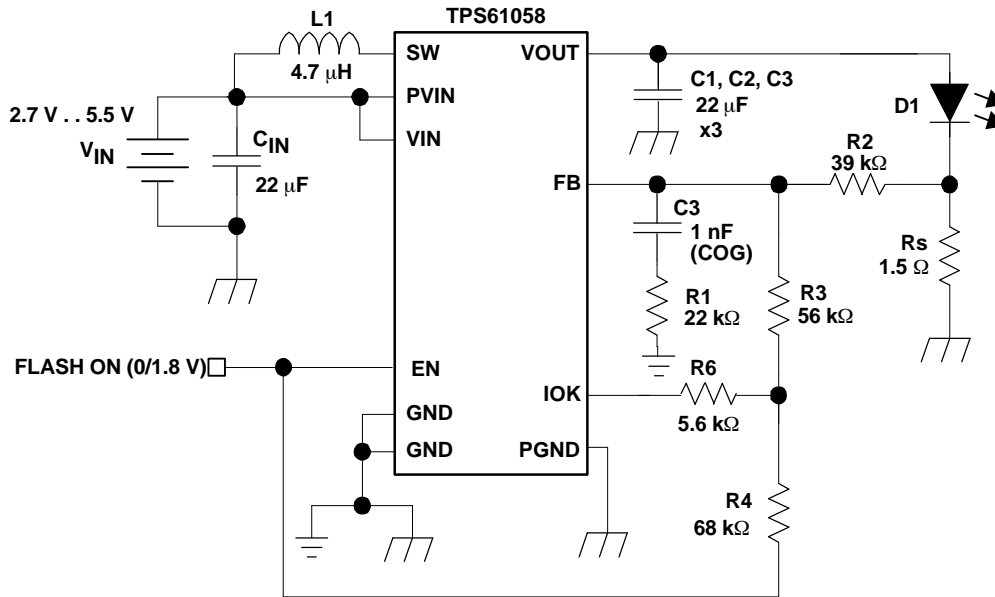 TPS61058
L1
4.7 μH
SW
VOUT
C1, C2, C3
22 μF
x3
D1
2.7 V . . 5.5 V
VIN
CIN
22 μF
PVIN
VIN
R2
39 kΩ
FB
C3
1 nF
(COG)
Rs
1.5 Ω
R1
22 kΩ
R3
56 kΩ
FLASH ON (0/1.8 V)
EN
R6
5.6 kΩ
IOK
GND
GND
PGND
R4
68 kΩ